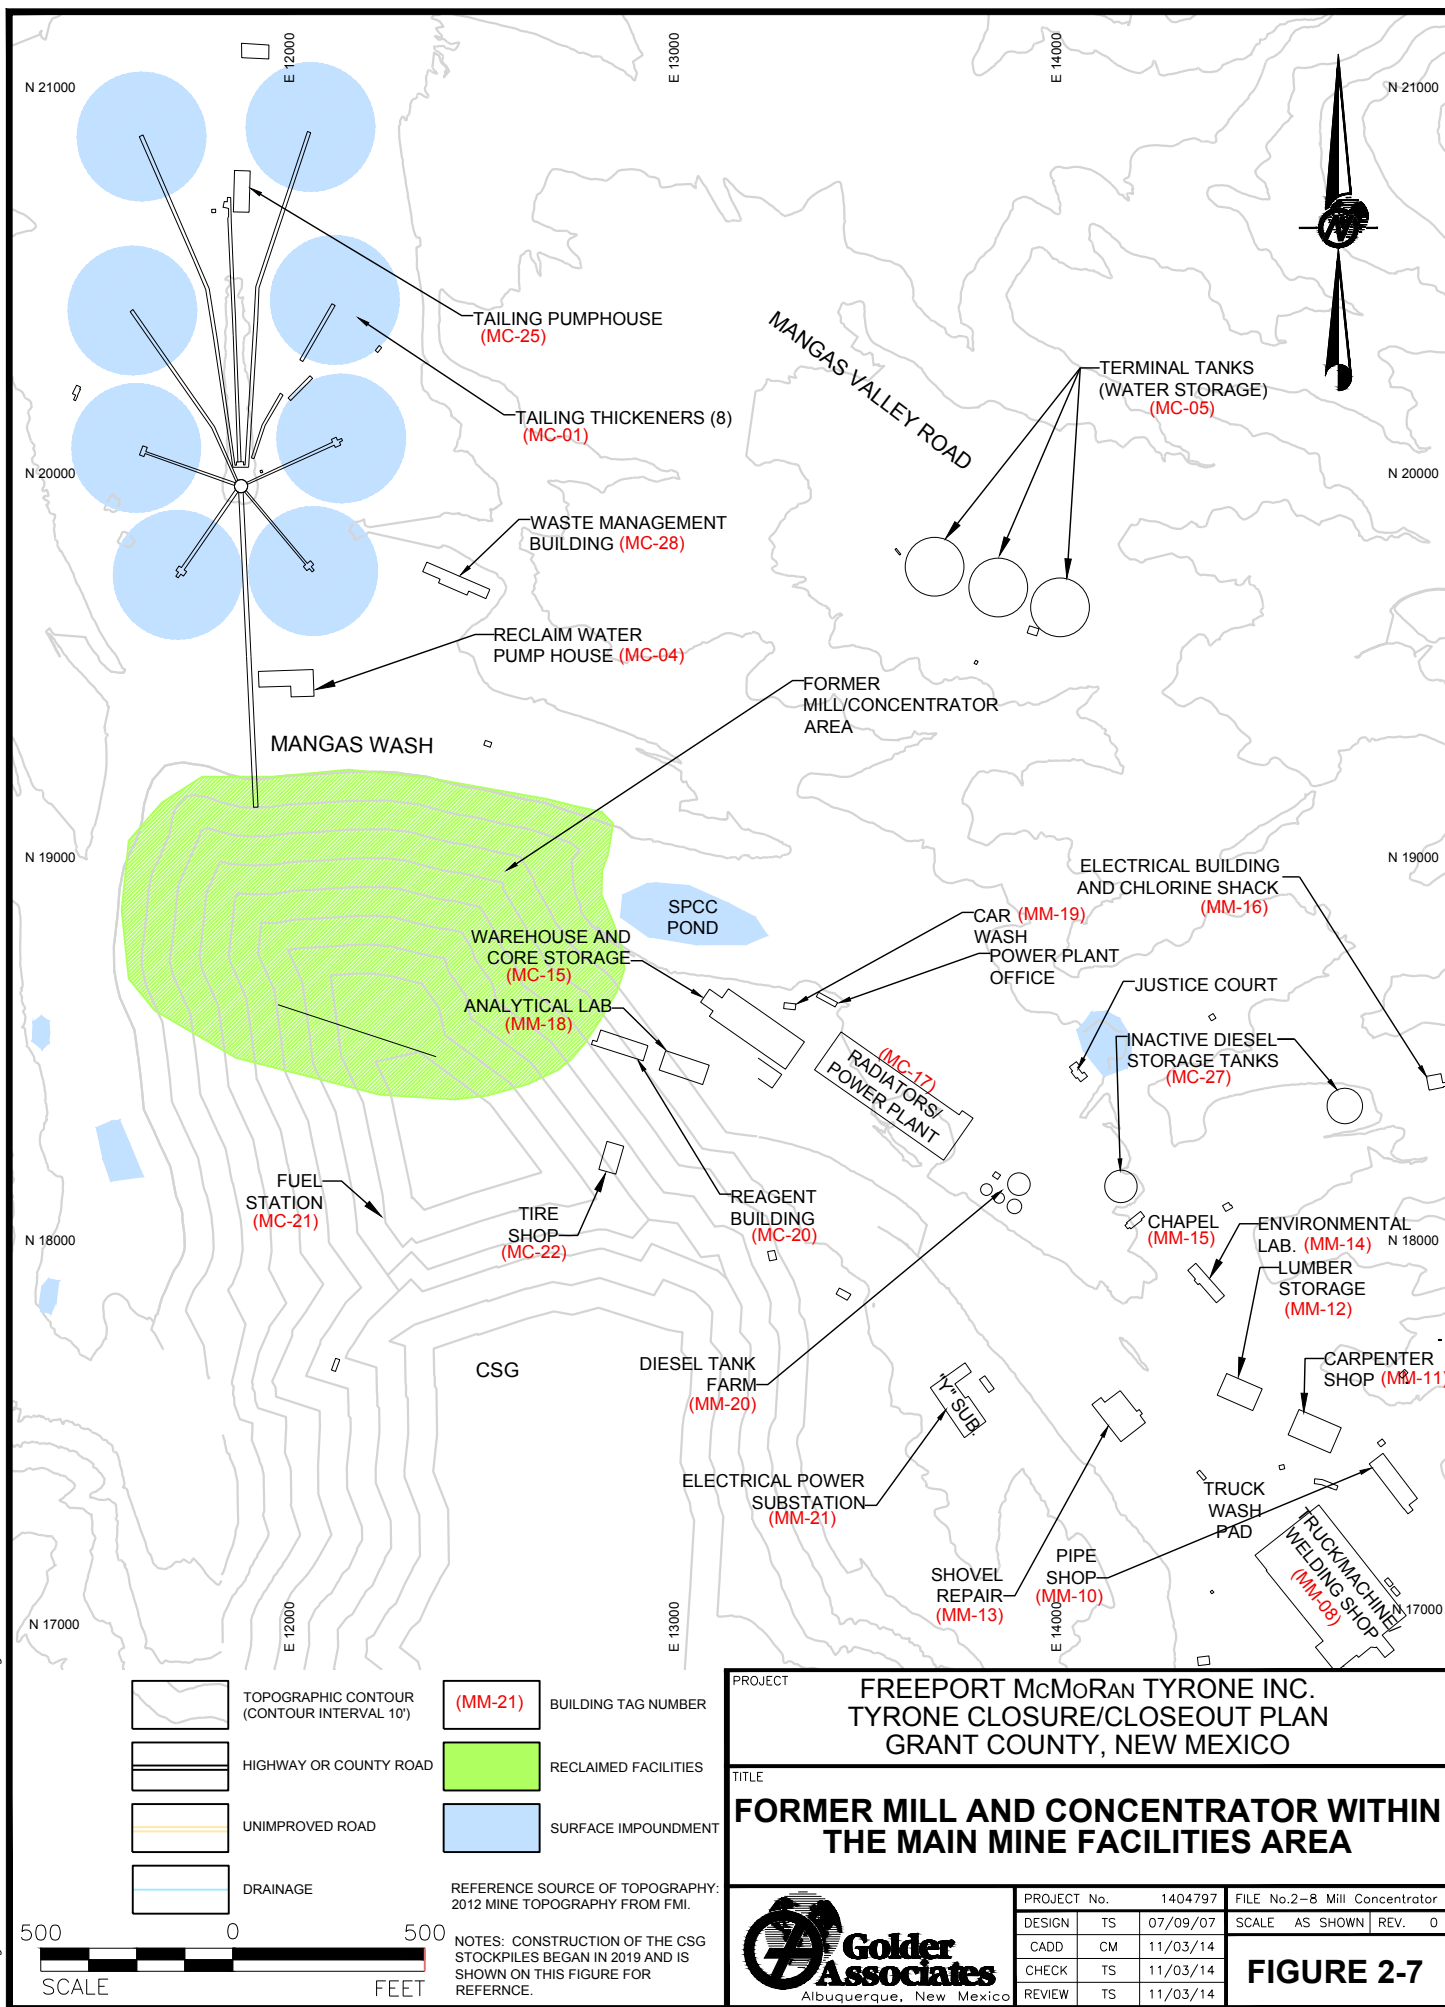 E 12000
E 13000
E 14000
N 21000
N 21000
TAILING PUMPHOUSE
(MC-25)
MANGAS VALLEY ROAD
TERMINAL TANKS
(WATER STORAGE)
(MC-05)
TAILING THICKENERS (8)
(MC-01)
N 20000
N 20000
WASTE MANAGEMENT
BUILDING (MC-28)
RECLAIM WATER
PUMP HOUSE (MC-04)
FORMER
MILL/CONCENTRATOR
AREA
MANGAS WASH
N 19000
N 19000
ELECTRICAL BUILDING
AND CHLORINE SHACK
(MM-16)
SPCC
POND
CAR (MM-19)
WASH
WAREHOUSE AND
CORE STORAGE
(MC-15)
POWER PLANT
OFFICE
JUSTICE COURT
ANALYTICAL LAB
(MM-18)
INACTIVE DIESEL
STORAGE TANKS
(MC-27)
(MC-17)
RADIATORS/
POWER PLANT
FUEL
STATION
(MC-21)
TIRE
SHOP
(MC-22)
REAGENT
BUILDING
(MC-20)
CHAPEL
(MM-15)
ENVIRONMENTAL
LAB. (MM-14)
N 18000
N 18000
LUMBER
STORAGE
(MM-12)
CSG
DIESEL TANK
FARM
(MM-20)
"Y" SUB.
CARPENTER
SHOP (MM-11)
ELECTRICAL POWER
SUBSTATION
(MM-21)
TRUCK
WASH
PAD
SHOVEL
REPAIR
(MM-13)
PIPE
SHOP
(MM-10)
TRUCK/MACHINE/
WELDING SHOP
(MM-08)
N 17000
N 17000
E 12000
E 13000
E 14000
TOPOGRAPHIC CONTOUR
(CONTOUR INTERVAL 10')
(MM-21)
BUILDING TAG NUMBER
HIGHWAY OR COUNTY ROAD
RECLAIMED FACILITIES
UNIMPROVED ROAD
SURFACE IMPOUNDMENT
DRAINAGE
REFERENCE SOURCE OF TOPOGRAPHY:
2012 MINE TOPOGRAPHY FROM FMI.
500 0 500
SCALE FEET
NOTES: CONSTRUCTION OF THE CSG
STOCKPILES BEGAN IN 2019 AND IS
SHOWN ON THIS FIGURE FOR
REFERNCE.
PROJECT
FREEPORT McMoRan TYRONE INC.
TYRONE CLOSURE/CLOSEOUT PLAN
GRANT COUNTY, NEW MEXICO
TITLE
FORMER MILL AND CONCENTRATOR WITHIN
THE MAIN MINE FACILITIES AREA
Golder
Associates
Albuquerque, New Mexico
PROJECT No. 1404797
FILE No.2-8 Mill Concentrator
DESIGN TS 07/09/07
SCALE AS SHOWN REV. 0
CADD CM 11/03/14
CHECK TS 11/03/14
REVIEW TS 11/03/14
FIGURE 2-7